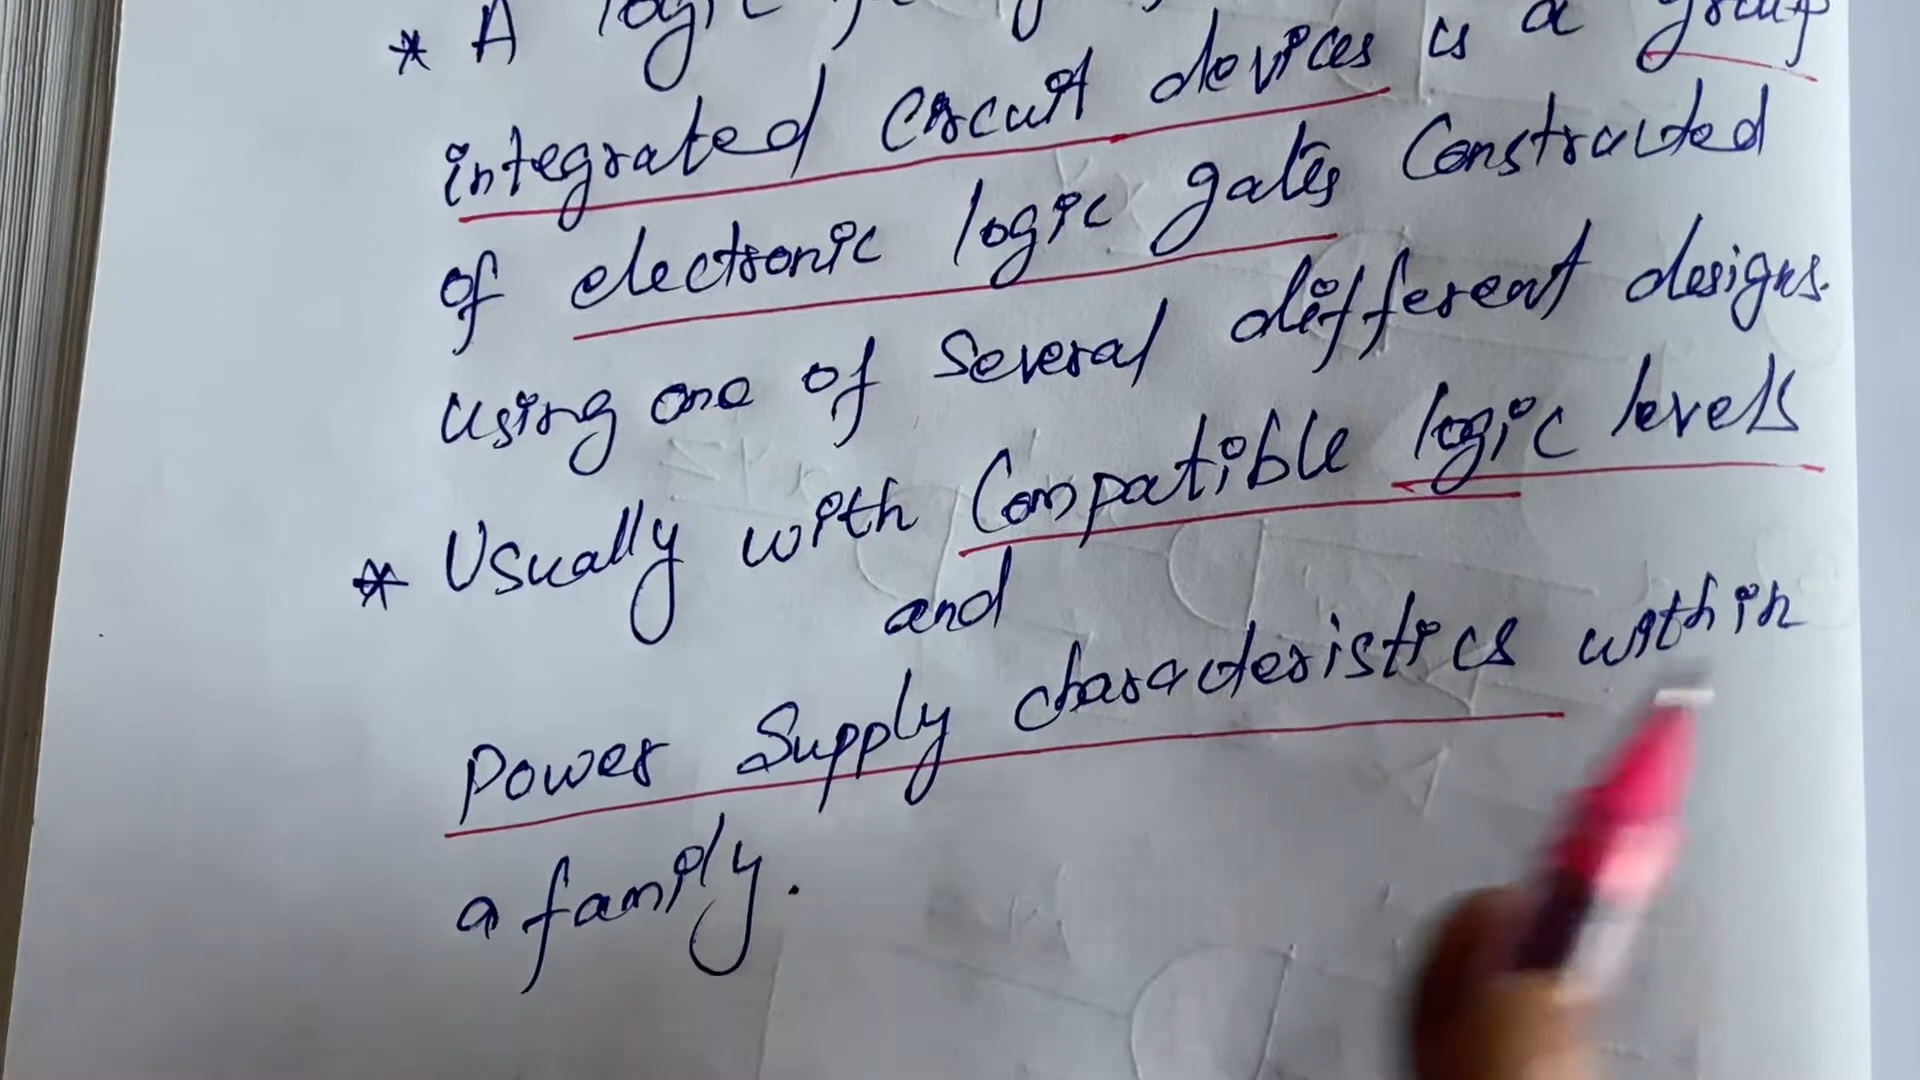 * A logic
integrated Circuit devices is a group
of electronic logic gates Constructed
using one of Several different designs.
* Usually with Compatible logic levels
and
Power Supply characteristics within
a family.